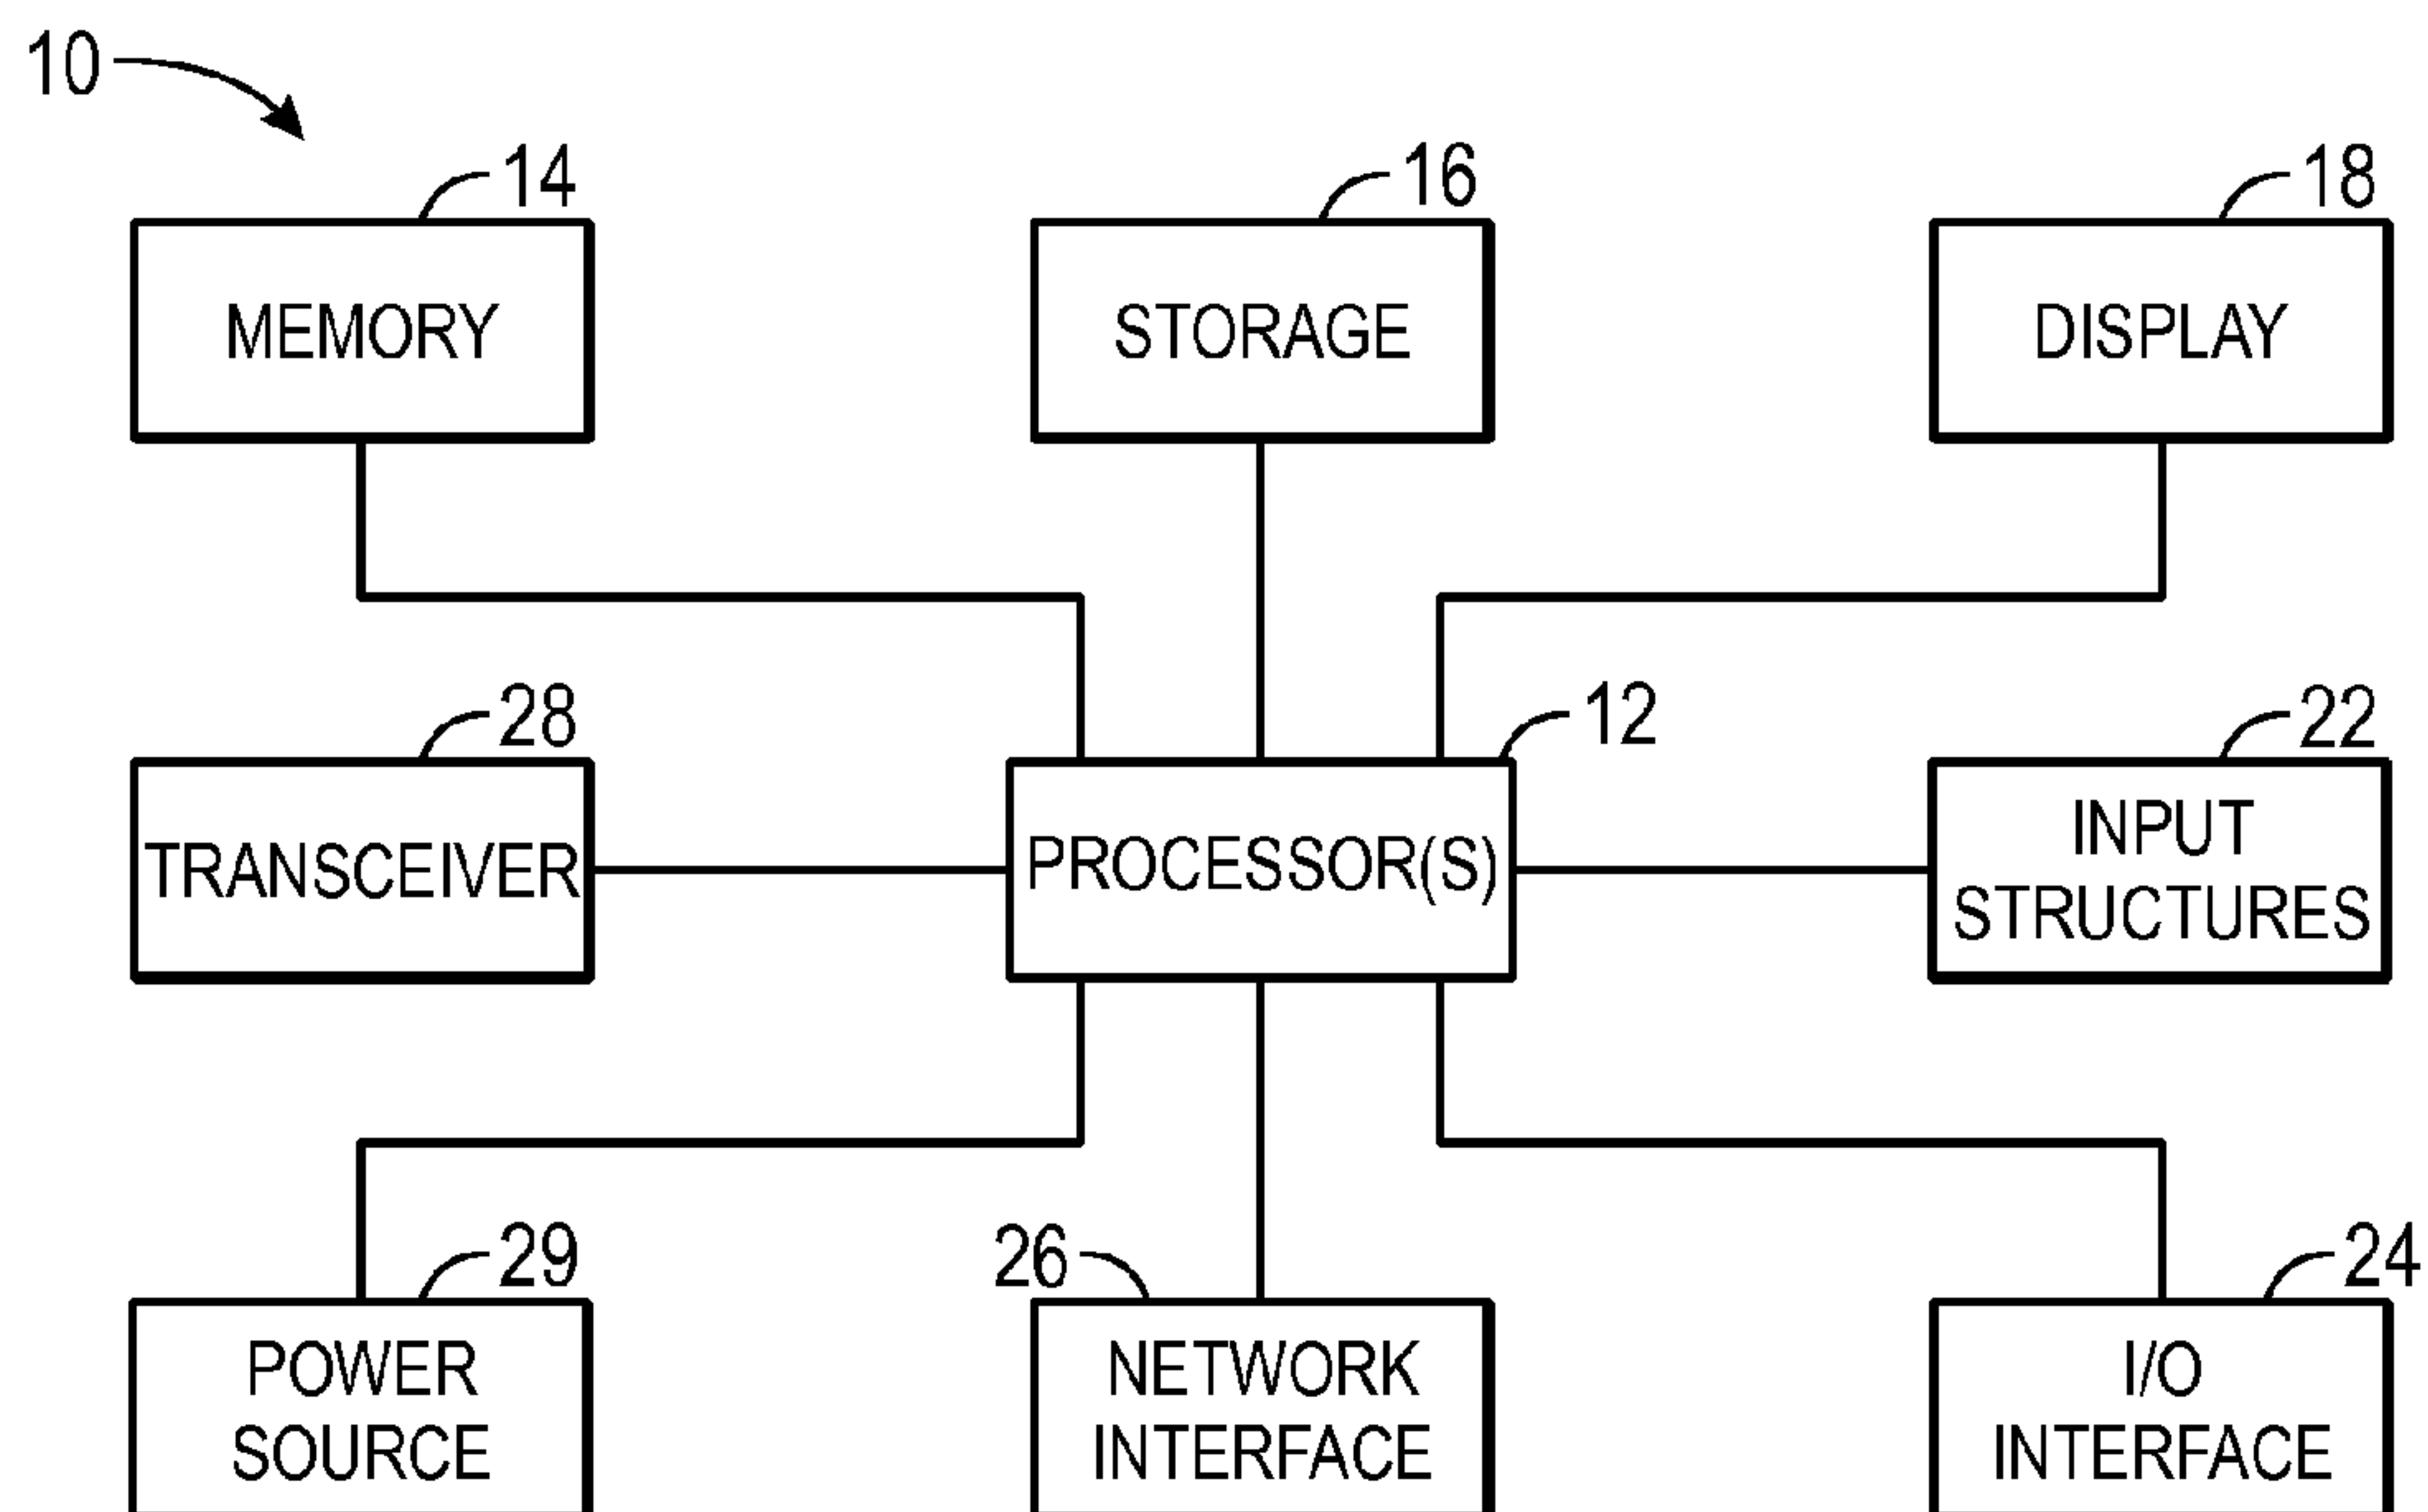 10
14
16
18
MEMORY
STORAGE
DISPLAY
28
12
22
TRANSCEIVER
PROCESSOR(S)
INPUT
STRUCTURES
29
26
24
POWER
SOURCE
NETWORK
INTERFACE
I/O
INTERFACE